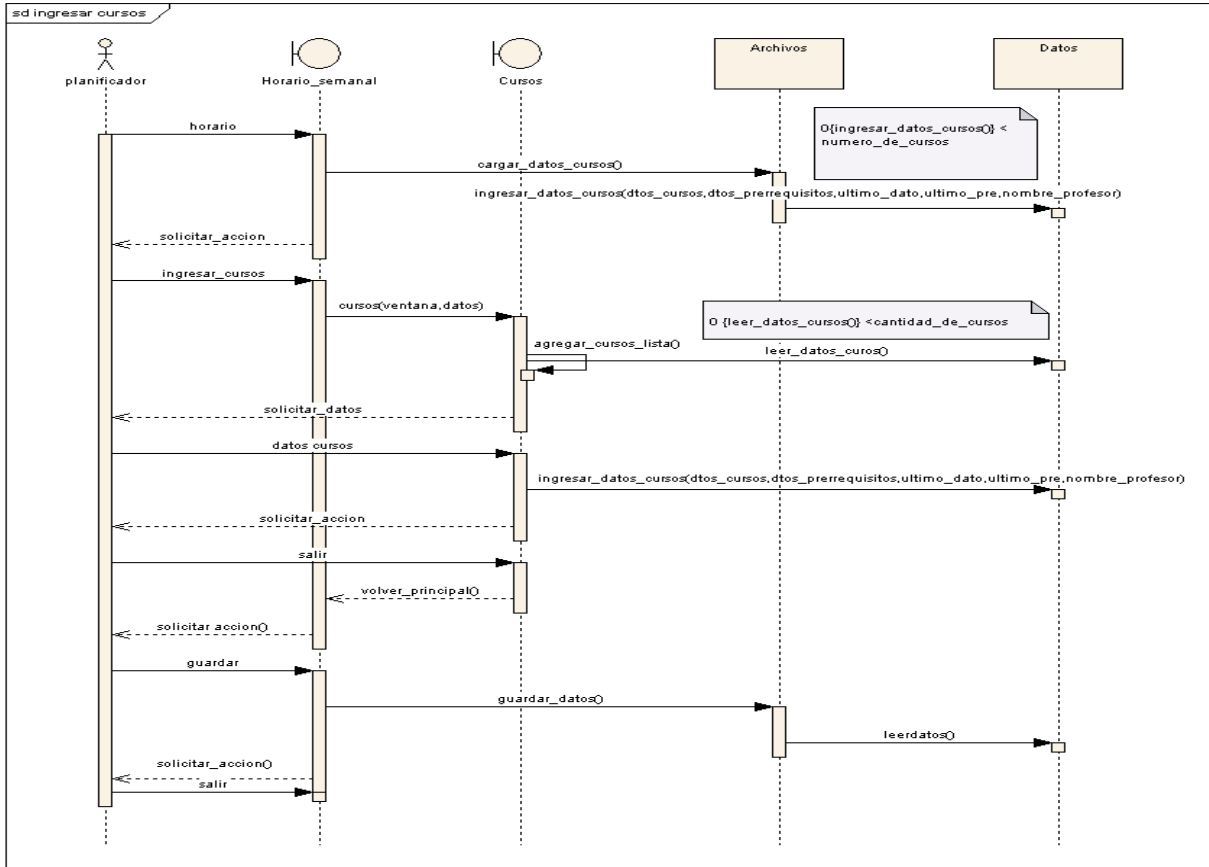 sd ingresar cursos
planificador
Horario_semanal
Cursos
Archivos
Datos
horario
0{ingresar_datos_cursos()} <
numero_de_cursos
cargar_datos_cursos()
ingresar_datos_cursos(dtos_cursos,dtos_prerrequisitos,ultimo_dato,ultimo_pre,nombre_profesor)
solicitar_accion
ingresar_cursos
cursos(ventana,datos)
0 {leer_datos_cursos()} <cantidad_de_cursos
agregar_cursos_lista()
leer_datos_curos()
solicitar_datos
datos cursos
ingresar_datos_cursos(dtos_cursos,dtos_prerrequisitos,ultimo_dato,ultimo_pre,nombre_profesor)
solicitar_accion
salir
volver_principal()
solicitar accion()
guardar
guardar_datos()
leerdatos()
solicitar_accion()
salir